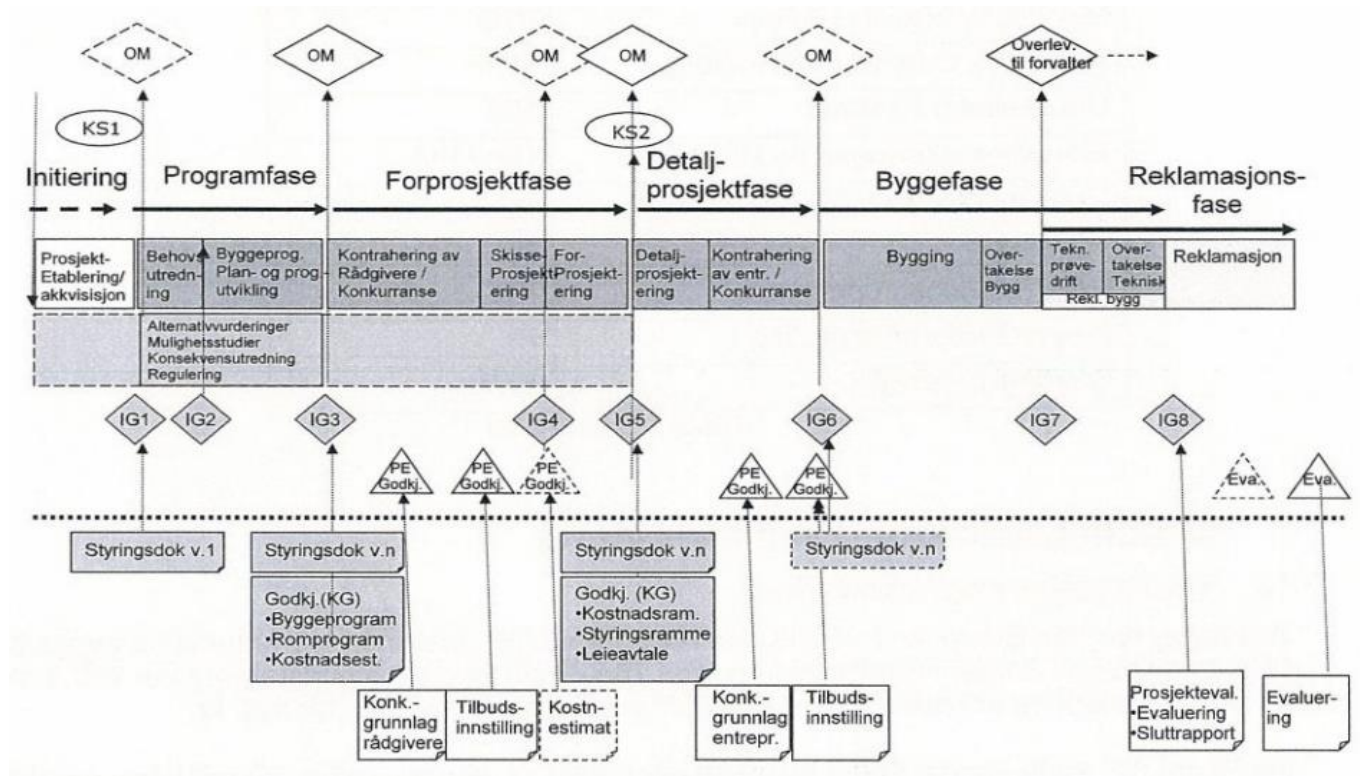 OM
OM
OM
OM
OM
Overlev.
til forvalter
KS1
KS2
Initiering
Programfase
Forprosjektfase
Detalj-
prosjektfase
Byggefase
Reklamasjons-
fase
Prosjekt-
Etablering/
akkvisisjon
Behovs
utredn-
ing
Byggeprog.
Plan- og prog.-
utvikling
Kontrahering av
Rådgivere /
Konkurranse
Skisse-
Prosjekt-
ering
For-
Prosjekt-
ering
Detalj-
prosjekt-
ering
Kontrahering
av entr. /
Konkurranse
Bygging
Over-
takelse
Bygg
Tekn.
prøve-
drift
Over-
takelse
Teknisk
Rekl. bygg
Reklamasjon
Alternativvurderinger
Mulighetsstudier
Konsekvensutredning
Regulering
IG1
IG2
IG3
IG4
IG5
IG6
IG7
IG8
PE
Godkj.
PE
Godkj.
PE
Godkj.
PE
Godkj.
PE
Godkj.
Eva.
Eva.
Styringsdok v.1
Styringsdok v.n
Styringsdok v.n
Styringsdok v.n
Godkj.(KG)
•Byggeprogram
•Romprogram
•Kostnadsest.
Godkj. (KG)
•Kostnadsram.
•Styringsramme
•Leieavtale
Konk.-
grunnlag
rådgivere
Tilbuds-
innstilling
Kostn-
estimat
Konk.-
grunnlag
entrepr.
Tilbuds-
innstilling
Prosjekteval.
•Evaluering
•Sluttrapport
Evaluer-
ing